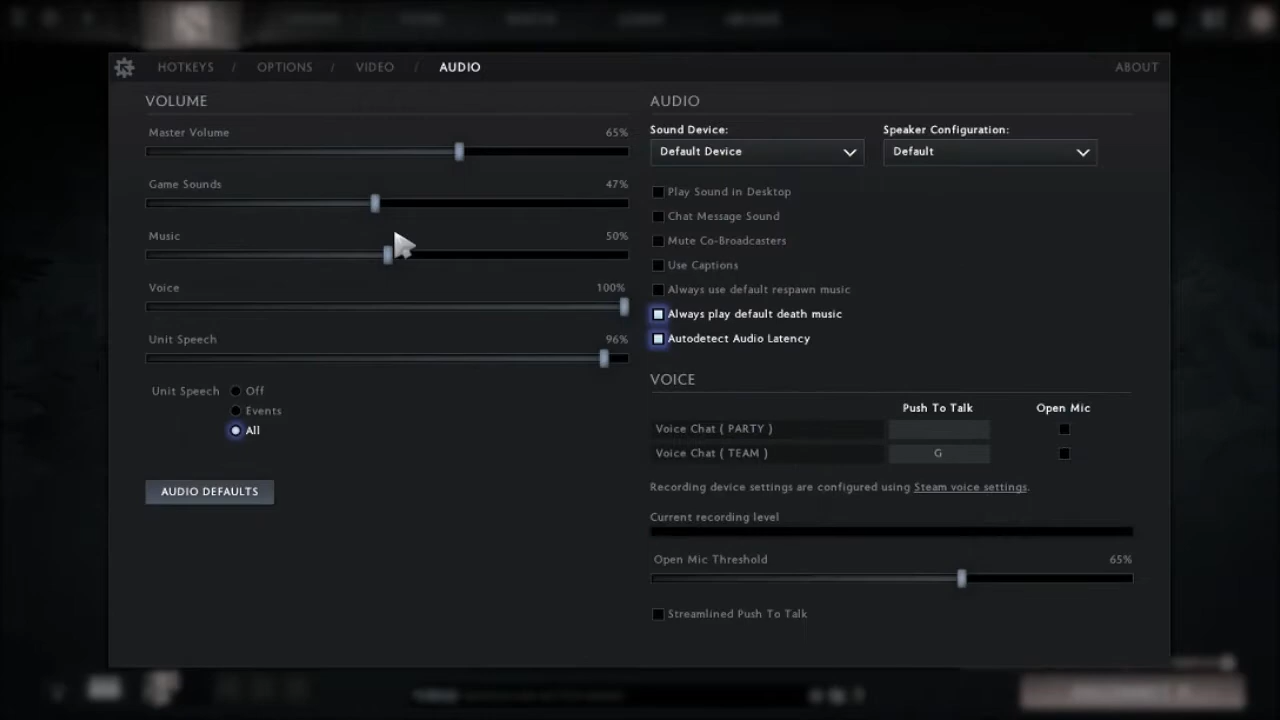 HOTKEYS / OPTIONS / VIDEO / AUDIO
ABOUT
VOLUME
Master Volume 65%
Game Sounds 47%
Music 50%
Voice 100%
Unit Speech 96%
Unit Speech Off
Events
All
AUDIO DEFAULTS
AUDIO
Sound Device: Speaker Configuration:
Default Device Default
Play Sound in Desktop
Chat Message Sound
Mute Co-Broadcasters
Use Captions
Always use default respawn music
Always play default death music
Autodetect Audio Latency
VOICE
Push To Talk Open Mic
Voice Chat ( PARTY )
Voice Chat ( TEAM ) G
Recording device settings are configured using Steam voice settings.
Current recording level
Open Mic Threshold 65%
Streamlined Push To Talk